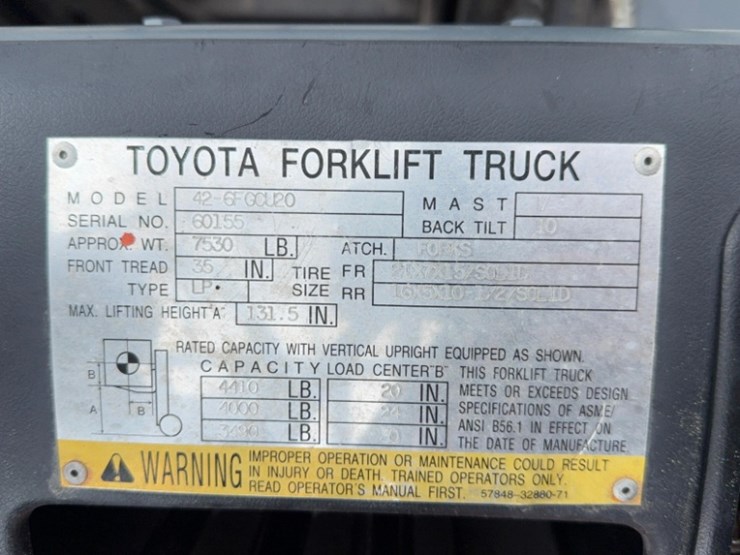 TOYOTA FORKLIFT TRUCK
MODEL 42-6FGCU20 MAST
SERIAL NO. 60155 BACK TILT
APPROX. WT. 7530 LB. ATCH. FORKS
FRONT TREAD 35 IN. TIRE SIZE FR
TYPE LP RR
MAX. LIFTING HEIGHT"A" 131.5 IN.
RATED CAPACITY WITH VERTICAL UPRIGHT EQUIPPED AS SHOWN.
CAPACITY LOAD CENTER"B" THIS FORKLIFT TRUCK
4410 LB. 20 IN. MEETS OR EXCEEDS DESIGN
4000 LB. 24 IN. SPECIFICATIONS OF ASME/
LB. IN. ANSI B56.1 IN EFFECT ON
THE DATE OF MANUFACTURE.
B
A B
WARNING IMPROPER OPERATION OR MAINTENANCE COULD RESULT
IN INJURY OR DEATH. TRAINED OPERATORS ONLY.
READ OPERATOR'S MANUAL FIRST. 57848-32880-71